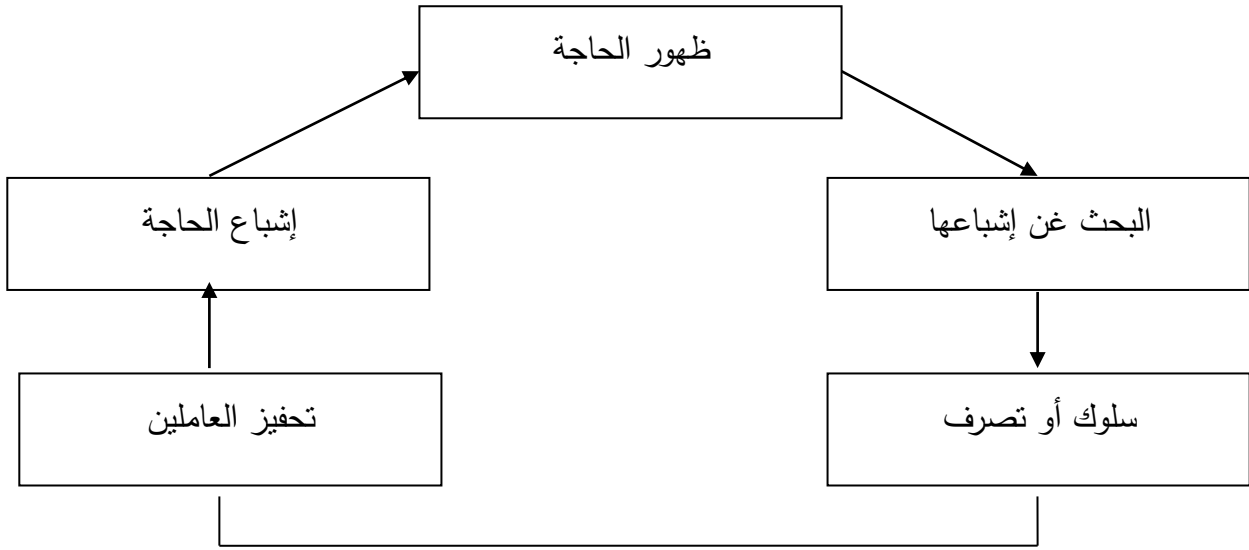 ظهور الحاجة
إشباع الحاجة
البحث غن إشباعها
تحفيز العاملين
سلوك أو تصرف